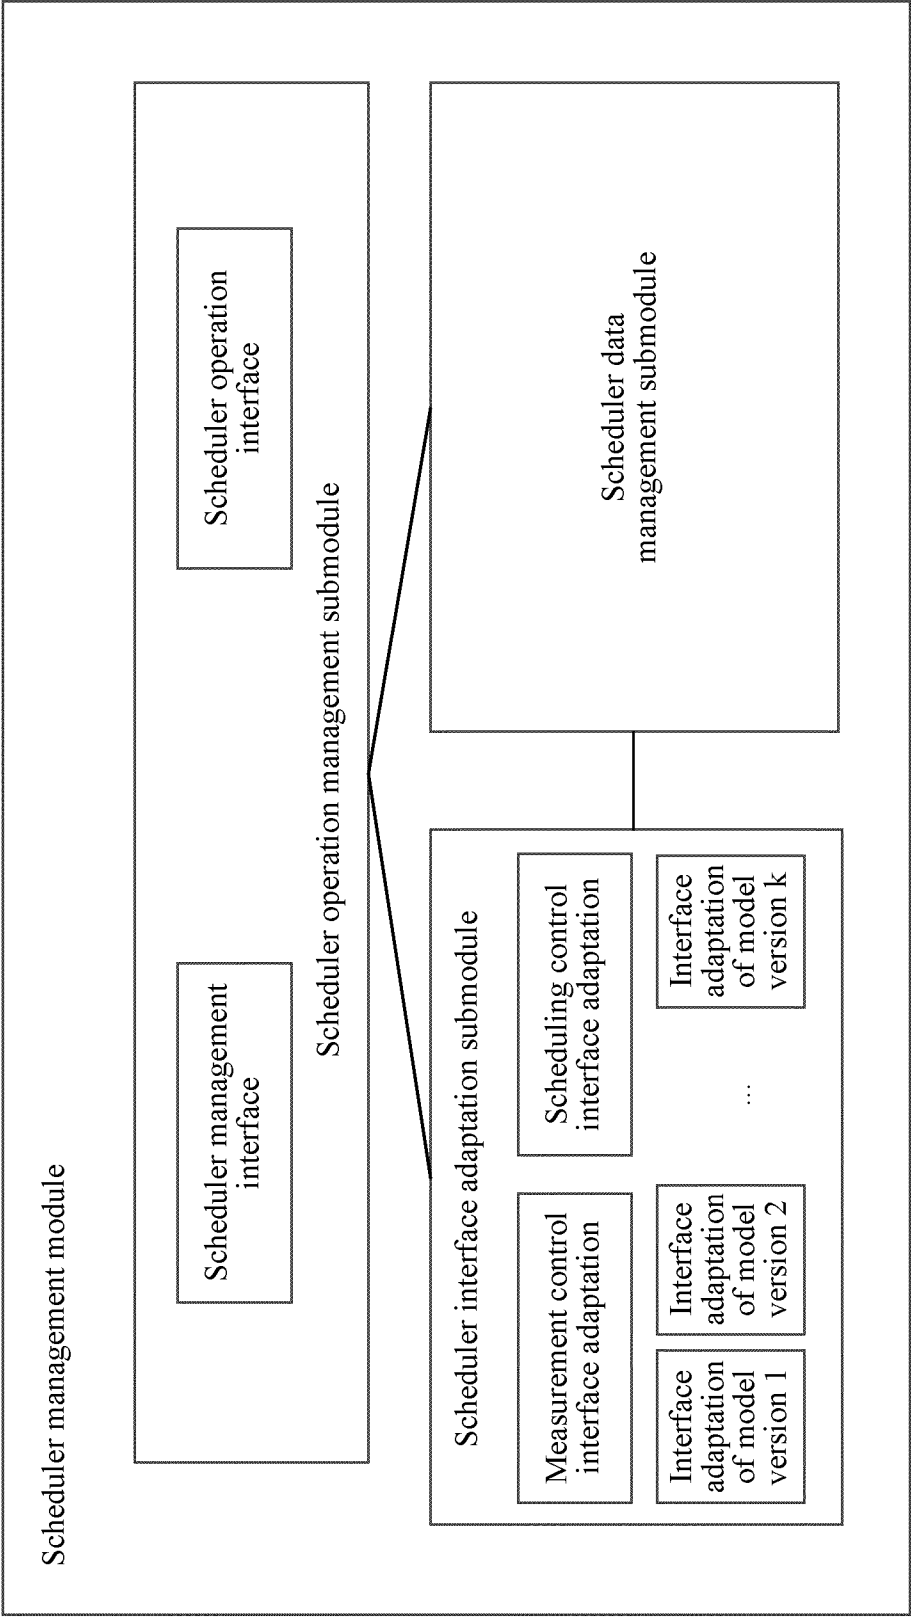 Scheduler management module
Scheduler management
interface
Scheduler operation
interface
Scheduler operation management submodule
Scheduler interface adaptation submodule
Measurement control
interface adaptation
Scheduling control
interface adaptation
Interface
adaptation
of model
version 1
Interface
adaptation
of model
version 2
...
Interface
adaptation
of model
version k
Scheduler data
management submodule